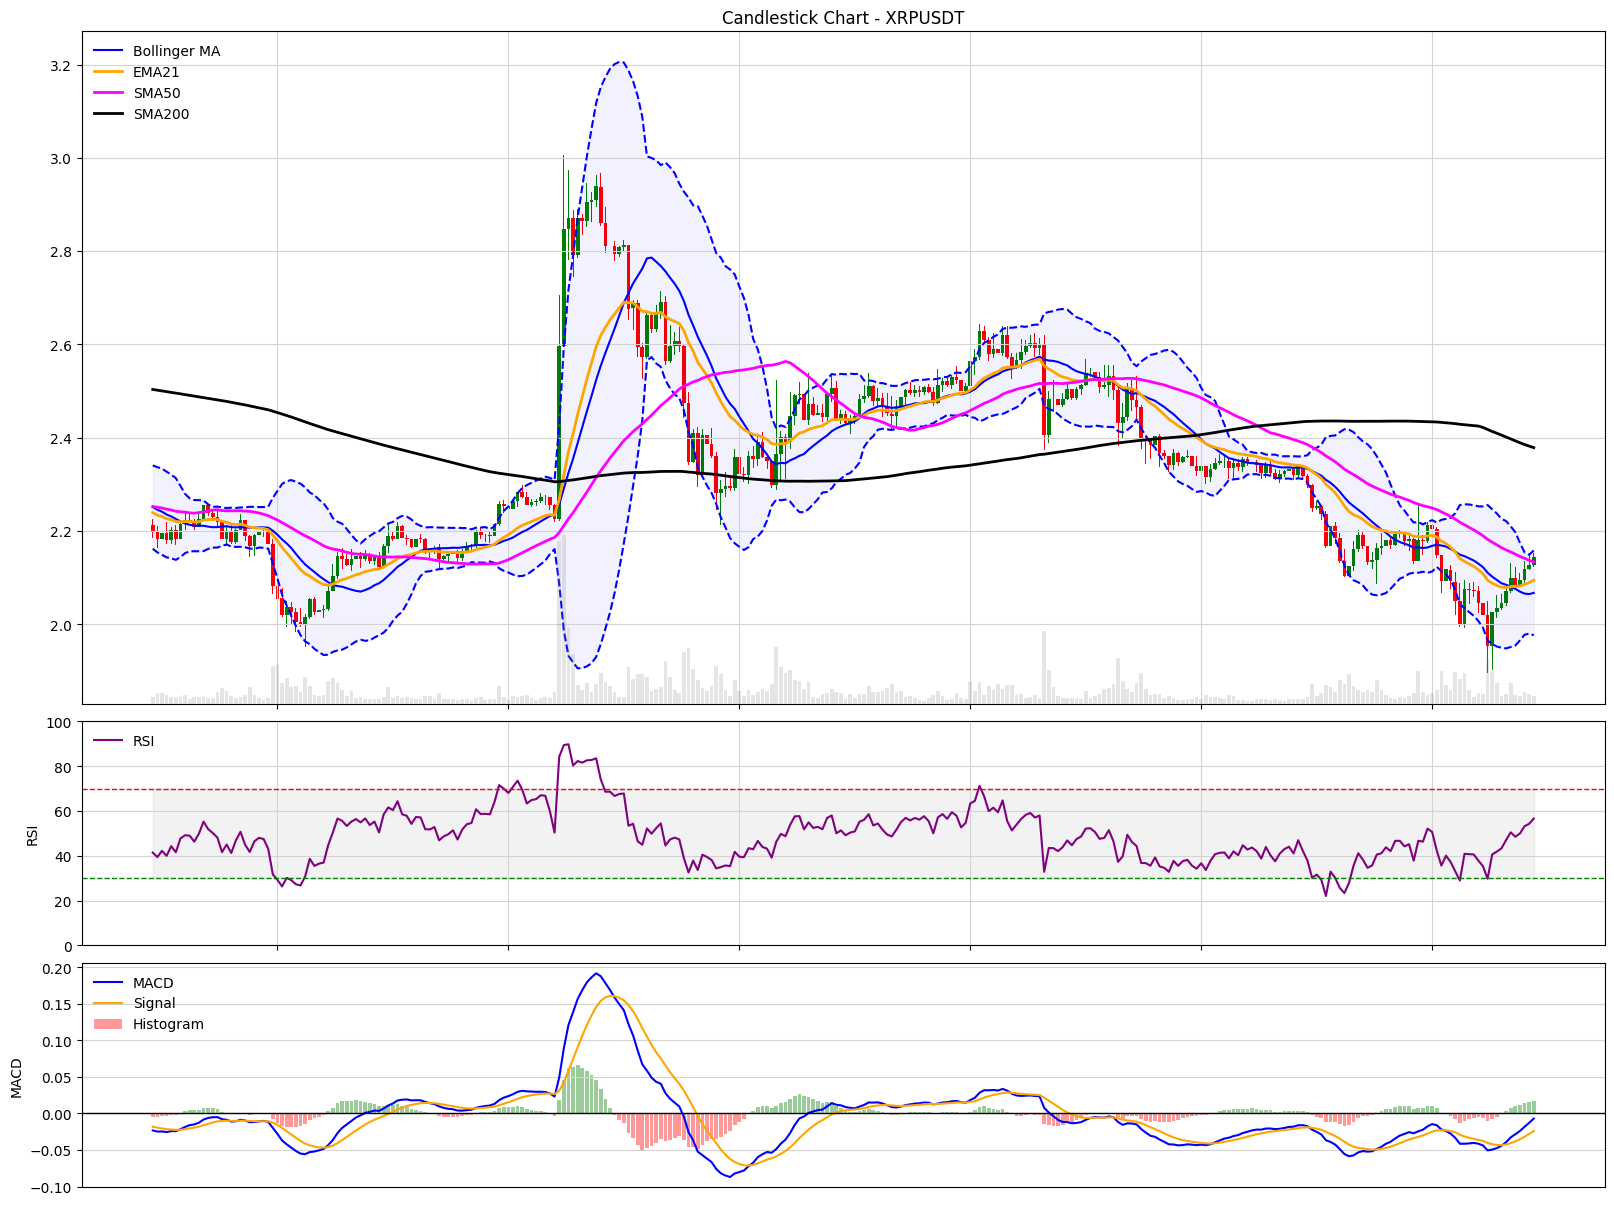 Candlestick Chart - XRPUSDT
Bollinger MA
EMA21
SMA50
SMA200
3.2
3.0
2.8
2.6
2.4
2.2
2.0
RSI
RSI
100
80
60
40
20
0
MACD
Signal
Histogram
MACD
0.20
0.15
0.10
0.05
0.00
−0.05
−0.10